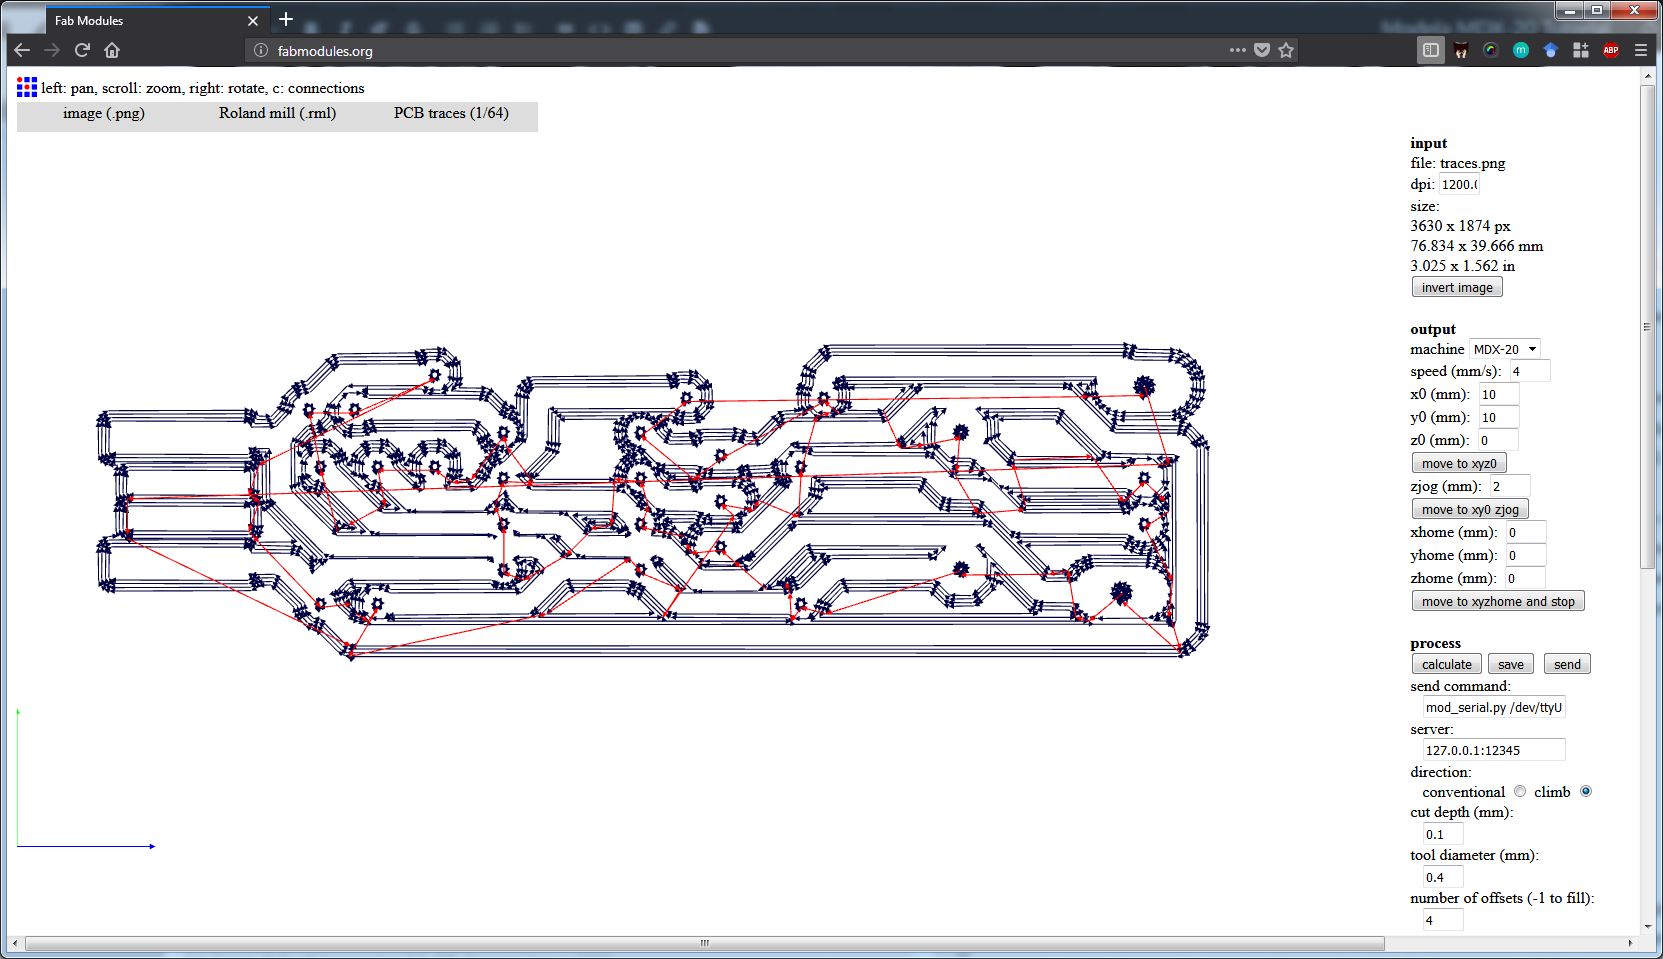 Fab Modules
fabmodules.org
ABP
left: pan, scroll: zoom, right: rotate, c: connections
image (.png) Roland mill (.rml) PCB traces (1/64)
input
file: traces.png
dpi: 1200.
size:
3630 x 1874 px
76.834 x 39.666 mm
3.025 x 1.562 in
invert image
output
machine MDX-20
speed (mm/s): 4
x0 (mm): 10
y0 (mm): 10
z0 (mm): 0
move to xyz0
zjog (mm): 2
move to xy0 zjog
xhome (mm): 0
yhome (mm): 0
zhome (mm): 0
move to xyzhome and stop
process
calculate save send
send command:
mod_serial.py /dev/ttyU
server:
127.0.0.1:12345
direction:
conventional climb
cut depth (mm):
0.1
tool diameter (mm):
0.4
number of offsets (-1 to fill):
4